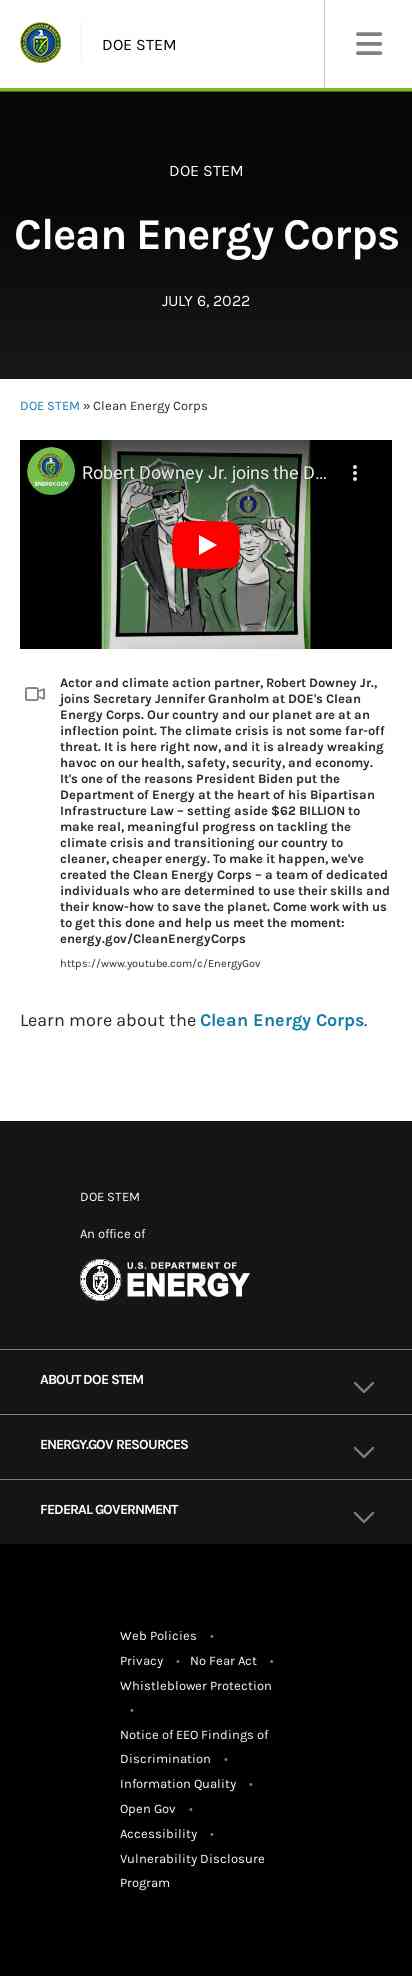 DOE STEM
DOE STEM
Clean Energy Corps
JULY 6, 2022
DOE STEM » Clean Energy Corps
ENERGY.GOV
Robert Downey Jr. joins the D...
Actor and climate action partner, Robert Downey Jr.,
joins Secretary Jennifer Granholm at DOE's Clean
Energy Corps. Our country and our planet are at an
inflection point. The climate crisis is not some far-off
threat. It is here right now, and it is already wreaking
havoc on our health, safety, security, and economy.
It's one of the reasons President Biden put the
Department of Energy at the heart of his Bipartisan
Infrastructure Law – setting aside $62 BILLION to
make real, meaningful progress on tackling the
climate crisis and transitioning our country to
cleaner, cheaper energy. To make it happen, we've
created the Clean Energy Corps – a team of dedicated
individuals who are determined to use their skills and
their know-how to save the planet. Come work with us
to get this done and help us meet the moment:
energy.gov/CleanEnergyCorps
https://www.youtube.com/c/EnergyGov
Learn more about the Clean Energy Corps.
DOE STEM
An office of
U.S. DEPARTMENT OF
ENERGY
ABOUT DOE STEM
ENERGY.GOV RESOURCES
FEDERAL GOVERNMENT
Web Policies •
Privacy • No Fear Act •
Whistleblower Protection
•
Notice of EEO Findings of
Discrimination •
Information Quality •
Open Gov •
Accessibility •
Vulnerability Disclosure
Program